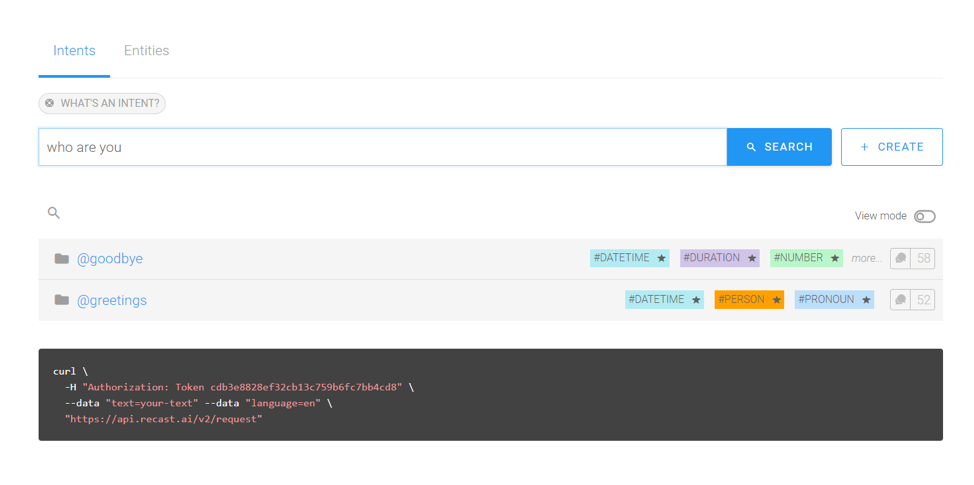 Intents Entities
WHAT'S AN INTENT?
who are you SEARCH + CREATE
View mode
@goodbye #DATETIME ★ #DURATION ★ #NUMBER ★ more... 58
@greetings #DATETIME ★ #PERSON ★ #PRONOUN ★ 52
curl \
-H "Authorization: Token cdb3e8828ef32cb13c759b6fc7bb4cd8" \
--data "text=your-text" --data "language=en" \
"https://api.recast.ai/v2/request"